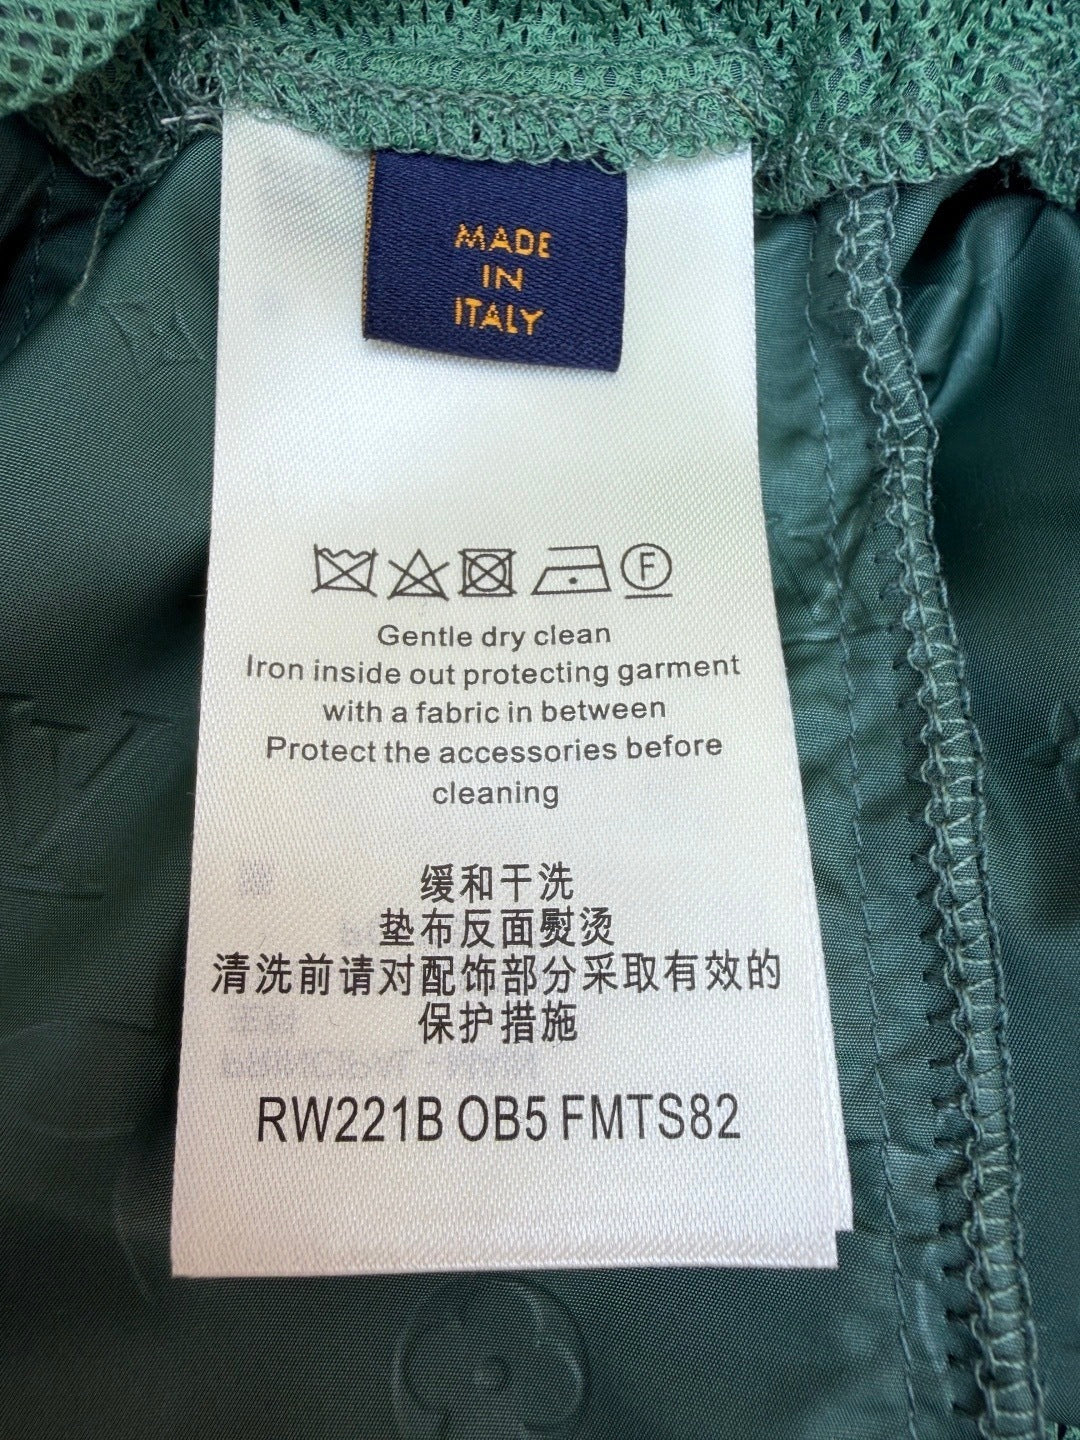 MADE
IN
ITALY
F
Gentle dry clean
Iron inside out protecting garment
with a fabric in between
Protect the accessories before
cleaning
缓和干洗
垫布反面熨烫
清洗前请对配饰部分采取有效的
保护措施
RW221B OB5 FMTS82